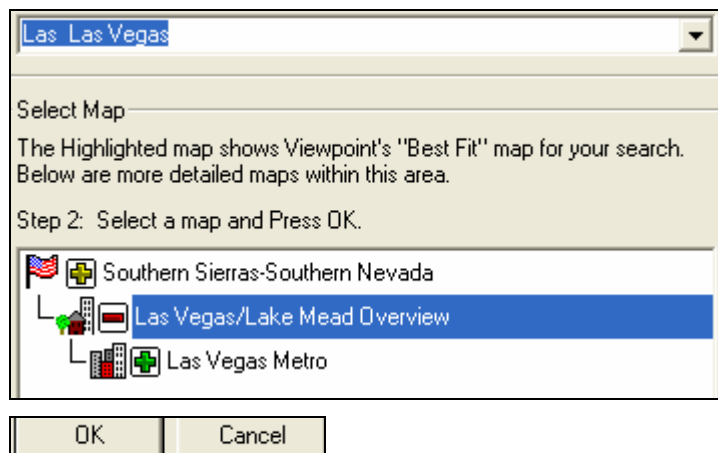 Las  Las Vegas
Select Map
The Highlighted map shows Viewpoint's "Best Fit" map for your search.
Below are more detailed maps within this area.
Step 2:  Select a map and Press OK.
Southern Sierras-Southern Nevada
Las Vegas/Lake Mead Overview
Las Vegas Metro
OK Cancel